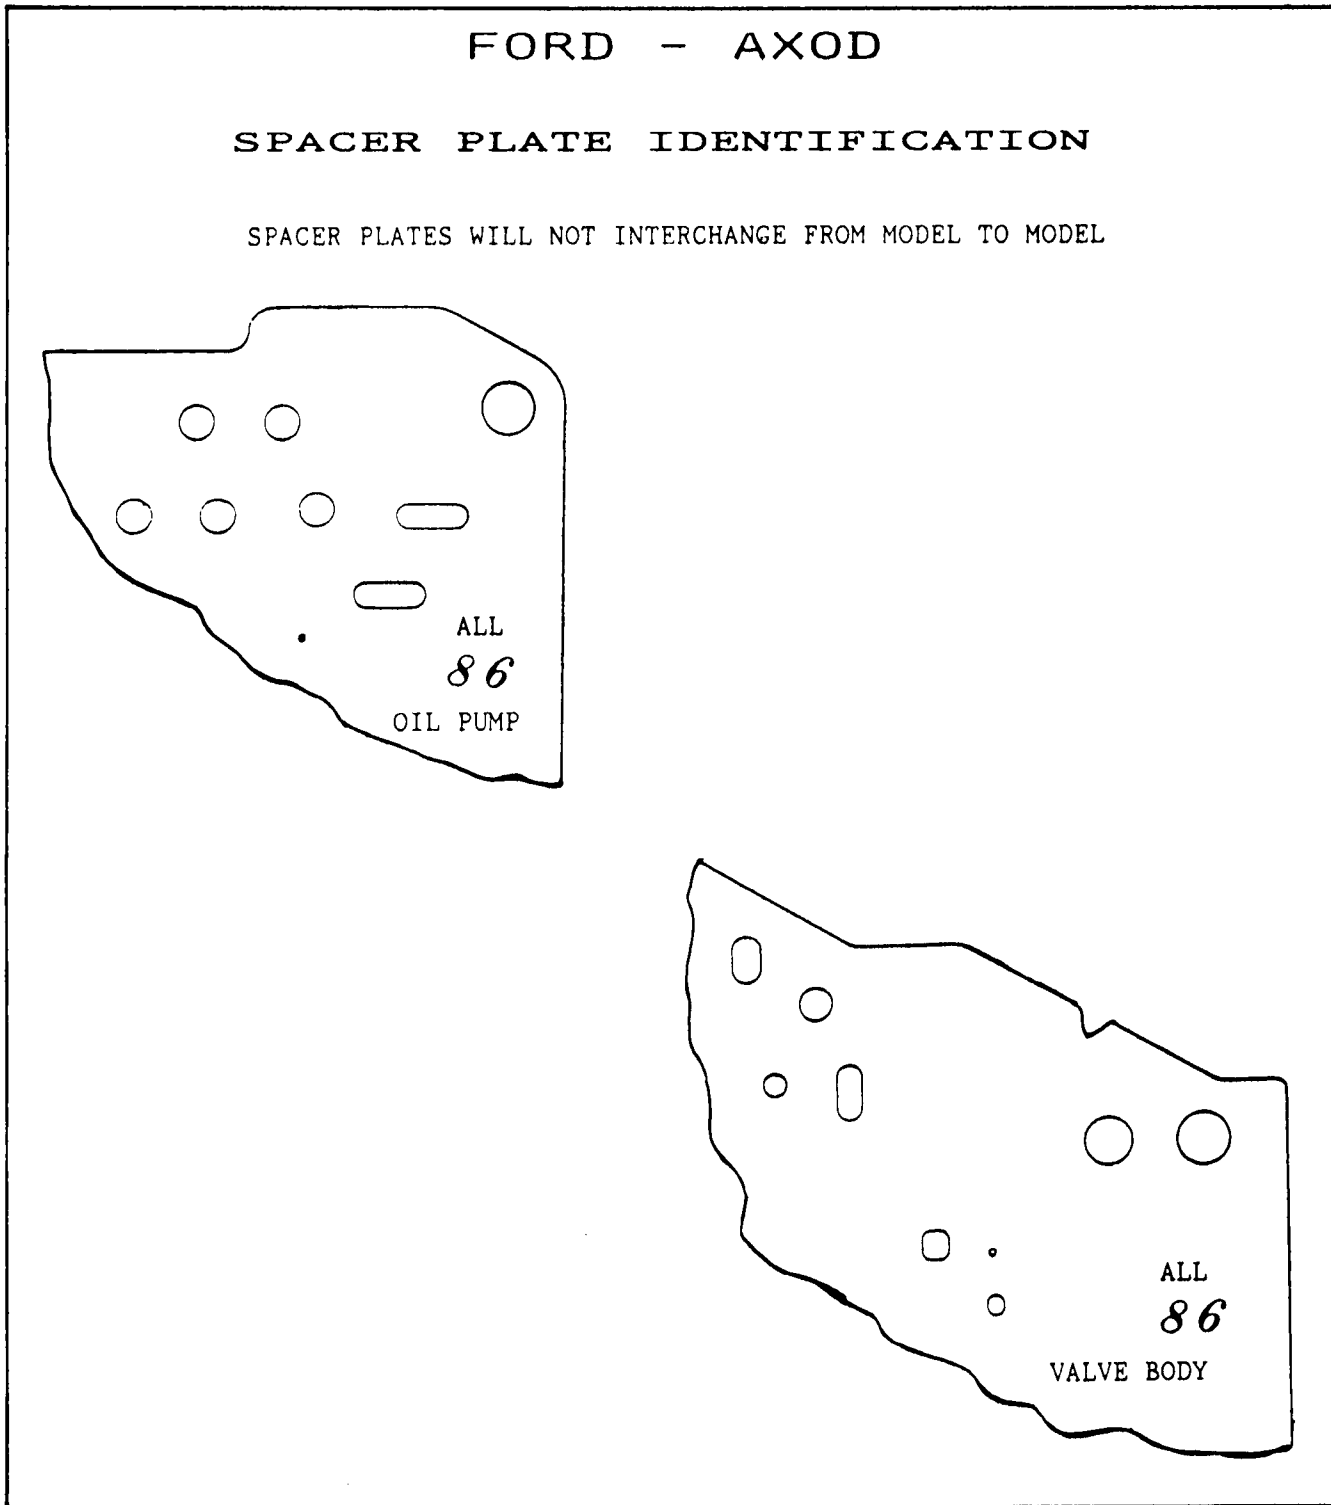 FORD - AXOD
SPACER PLATE IDENTIFICATION
SPACER PLATES WILL NOT INTERCHANGE FROM MODEL TO MODEL
ALL
86
OIL PUMP
ALL
86
VALVE BODY